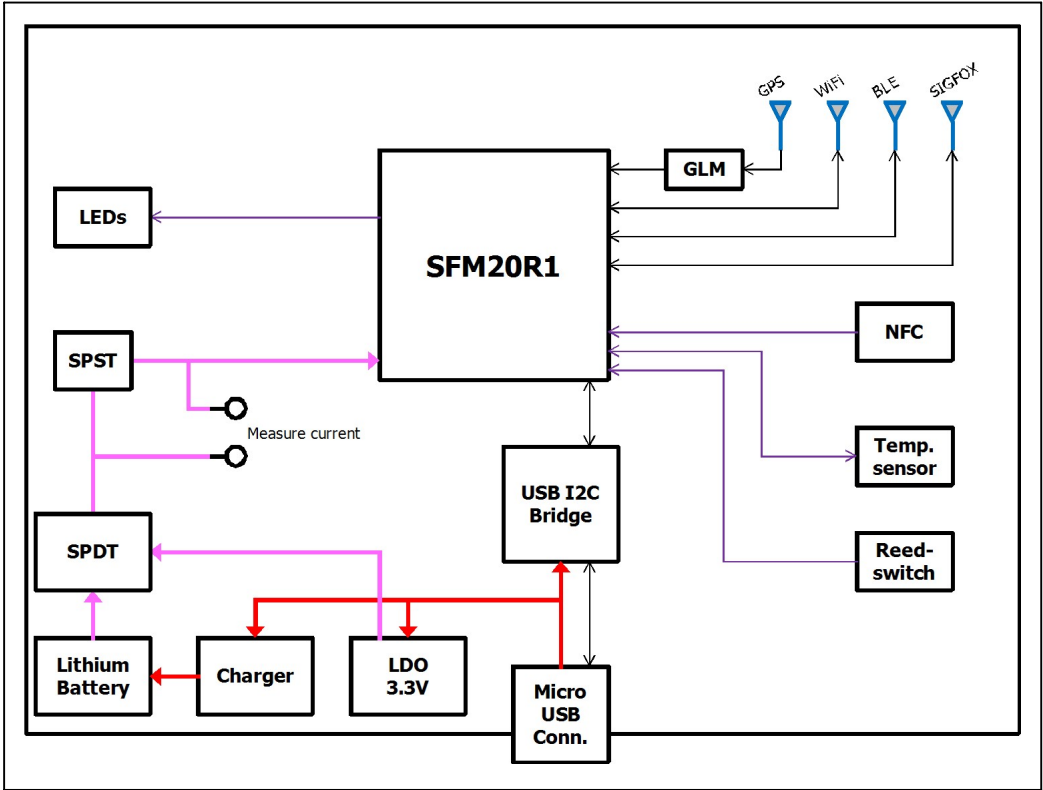 GPS
WiFi
BLE
SIGFOX
GLM
LEDs
SFM20R1
SPST
NFC
Measure current
Temp.
sensor
USB I2C
Bridge
SPDT
Reed-
switch
Lithium
Battery
Charger
LDO
3.3V
Micro
USB
Conn.